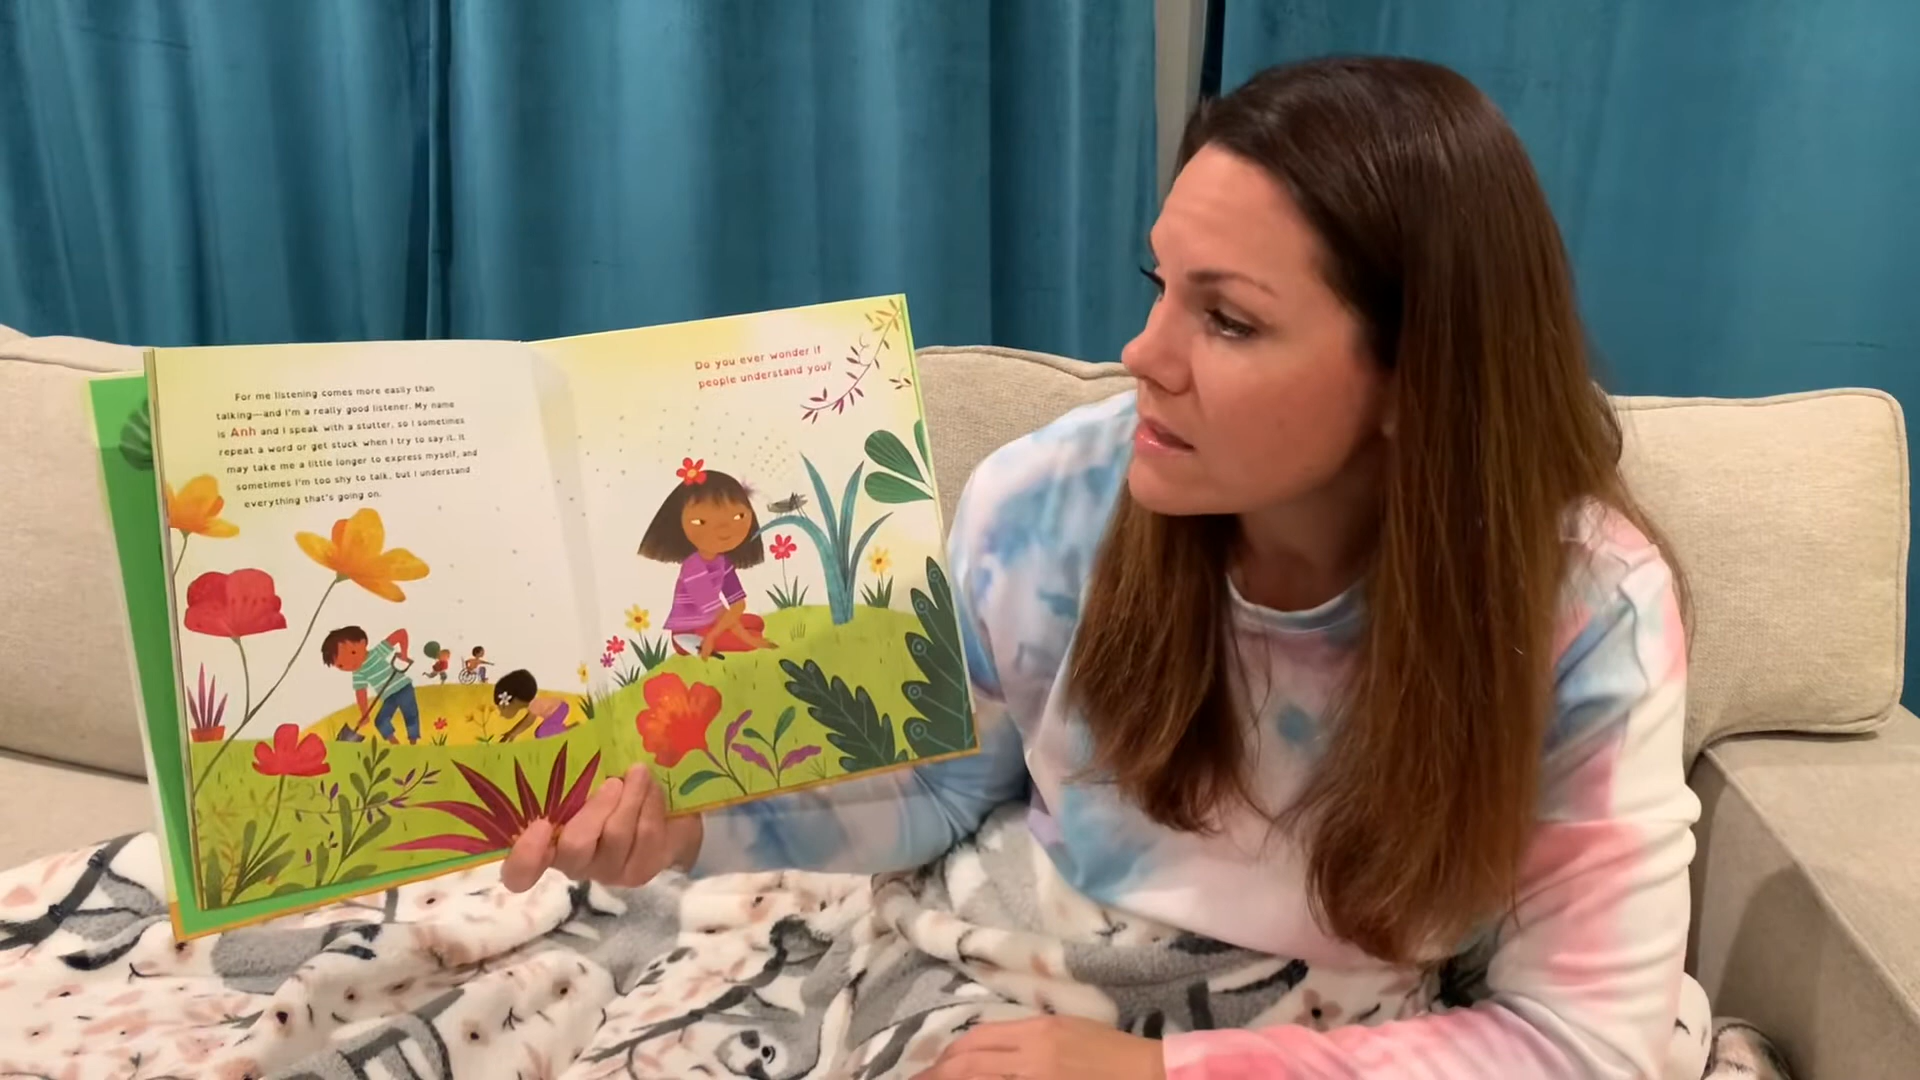 For me listening comes more easily than
talking—and I'm a really good listener. My name
is Anh and I speak with a stutter, so I sometimes
repeat a word or get stuck when I try to say it. It
may take me a little longer to express myself, and
sometimes I'm too shy to talk, but I understand
everything that's going on.
Do you ever wonder if
people understand you?